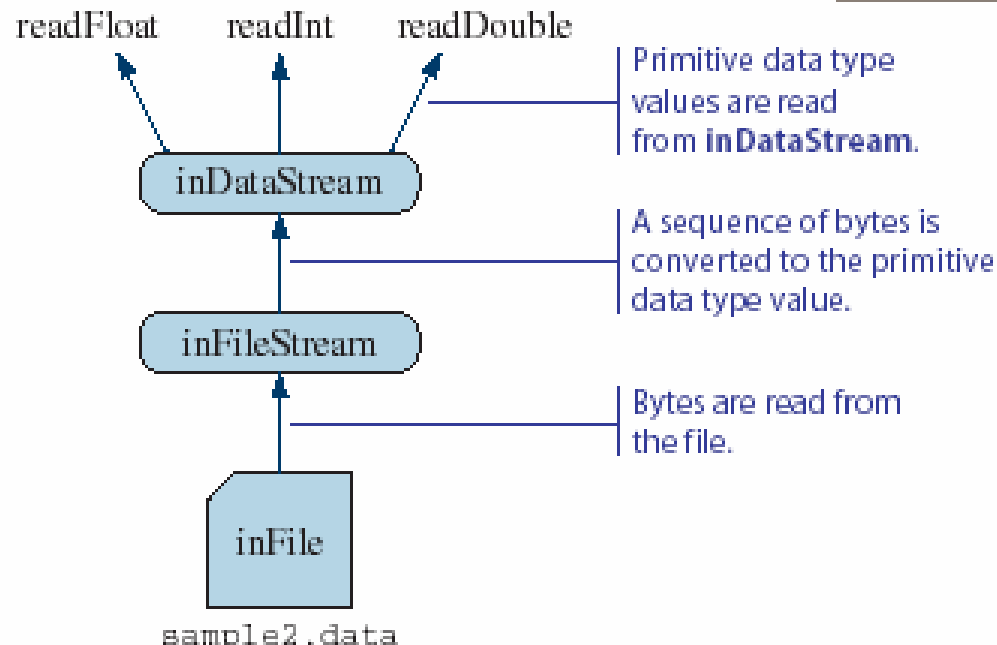 readFloat readInt readDouble
Primitive data type
values are read
from inDataStream.
inDataStream
A sequence of bytes is
converted to the primitive
data type value.
inFileStream
Bytes are read from
the file.
inFile
sample2.data